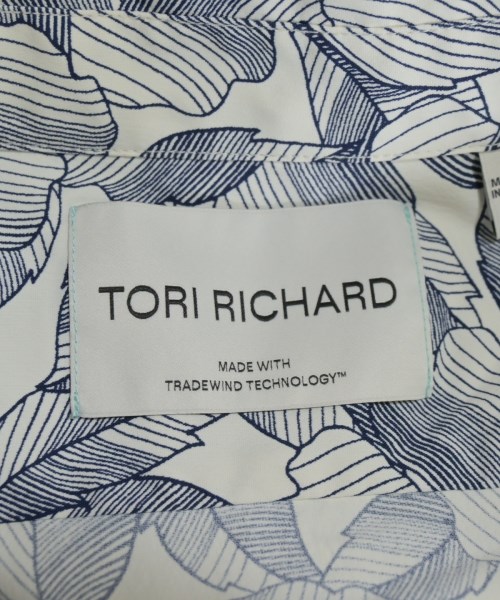 TORI RICHARD
MADE WITH
TRADEWIND TECHNOLOGY™